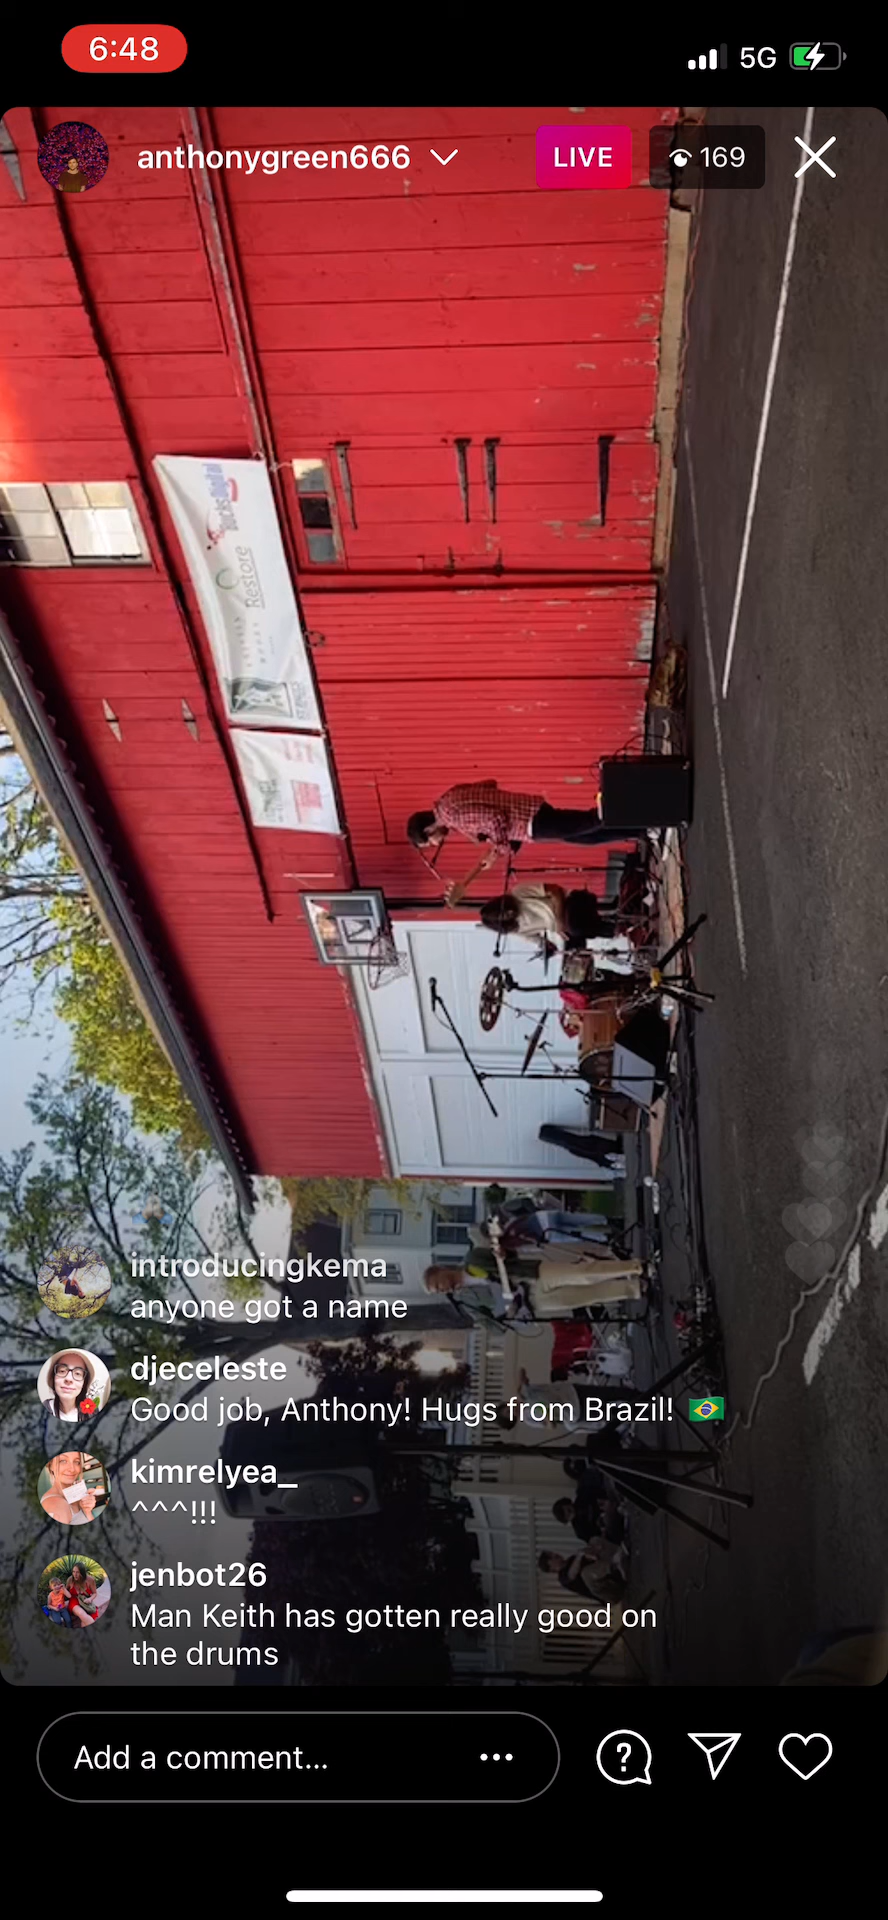 6:48
5G
anthonygreen666
LIVE
169
Restore
introducingkema
anyone got a name
djeceleste
Good job, Anthony! Hugs from Brazil! 🇧🇷
kimrelyea_
^^^!!!
jenbot26
Man Keith has gotten really good on
the drums
Add a comment...